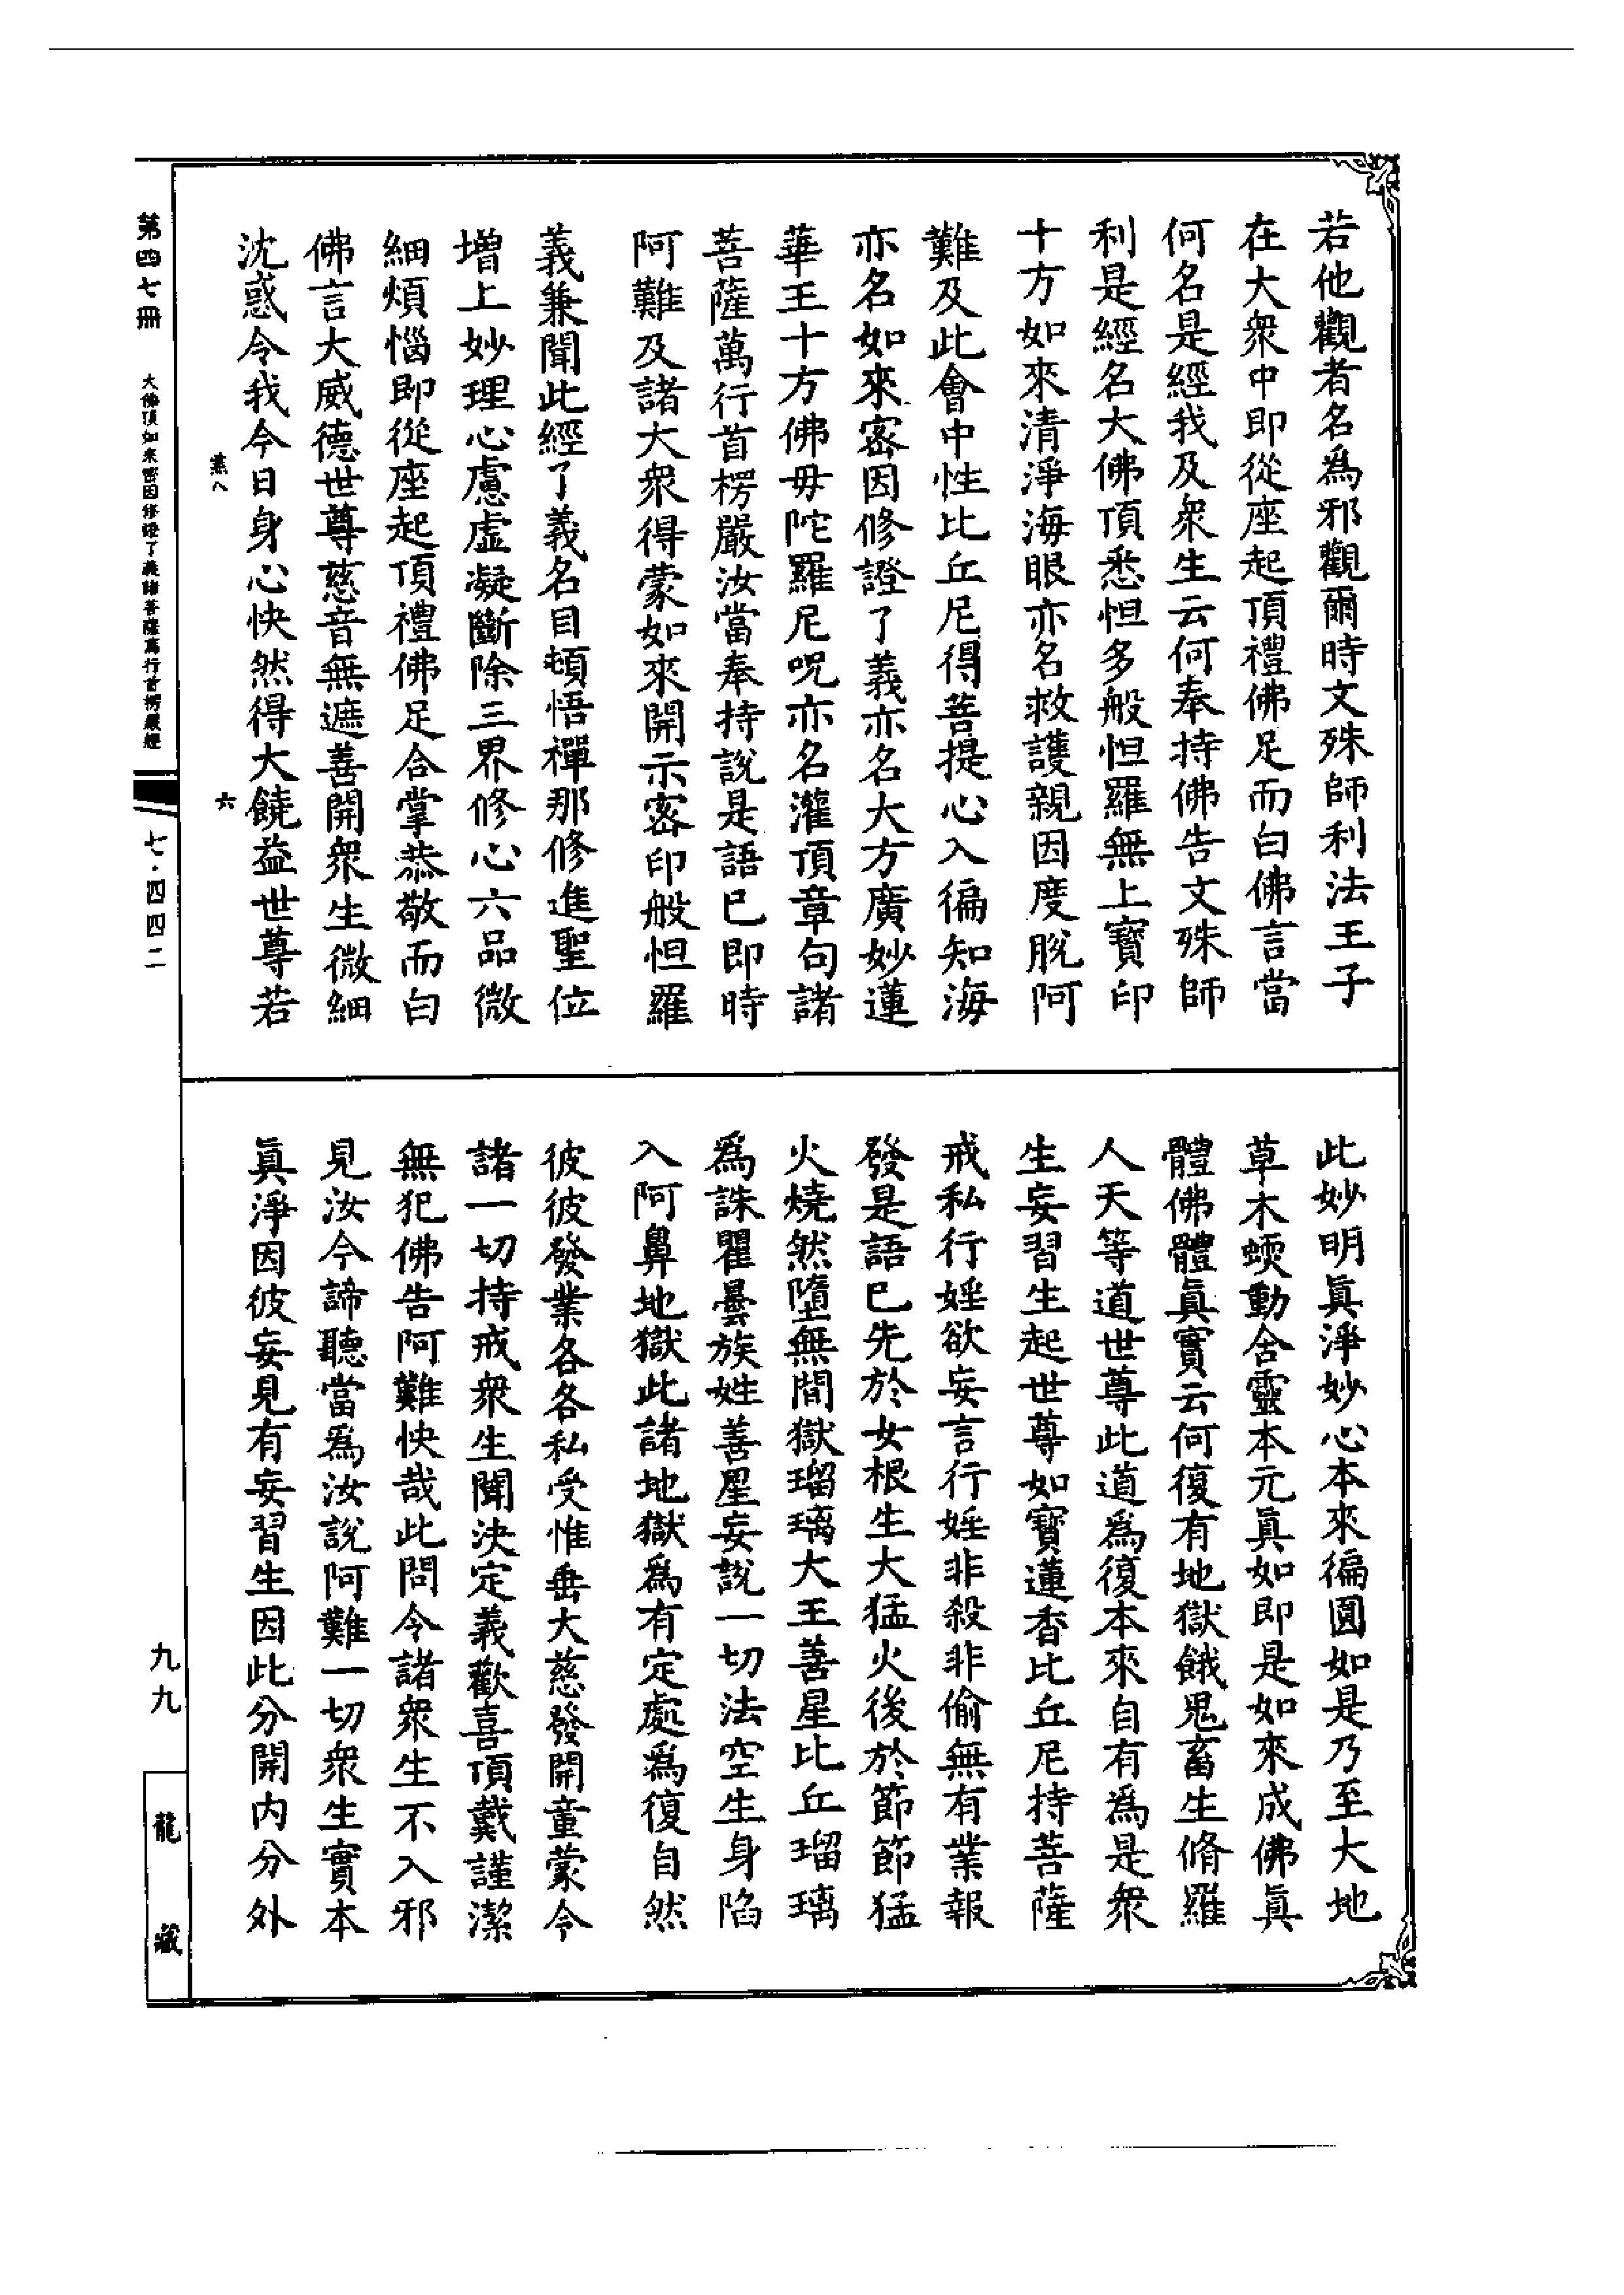 若他觀者名為邪觀爾時文殊師利法王子
在大衆中即從座起頂禮佛足而白佛言當
何名是經我及衆生云何奉持佛告文殊師
利是經名大佛頂悉怛多般怛羅無上寶印
十方如來清淨海眼亦名救護親因度脫阿
難及此會中性比丘尼得菩提心入徧知海
亦名如來密因修證了義亦名大方廣妙蓮
華王十方佛母陀羅尼呪亦名灌頂章句諸
菩薩萬行首楞嚴汝當奉持說是語已即時
阿難及諸大衆得蒙如來開示密印般怛羅
義兼聞此經了義名目頓悟禪那修進聖位
增上妙理心慮虛凝斷除三界修心六品微
細煩惱即從座起頂禮佛足合掌恭敬而白
佛言大威德世尊慈音無遮善開衆生微細
沈惑令我今日身心快然得大饒益世尊若
此妙明眞淨妙心本來徧圓如是乃至大地
草木蝡動含靈本元眞如即是如來成佛眞
體佛體眞實云何復有地獄餓鬼畜生脩羅
人天等道世尊此道為復本來自有為是衆
生妄習生起世尊如寶蓮香比丘尼持菩薩
戒私行婬欲妄言行婬非殺非偷無有業報
發是語已先於女根生大猛火後於節節猛
火燒然墮無間獄瑠璃大王善星比丘瑠璃
為誅瞿曇族姓善星妄說一切法空生身陷
入阿鼻地獄此諸地獄為有定處為復自然
彼彼發業各各私受惟垂大慈發開童蒙令
諸一切持戒衆生聞決定義歡喜頂戴謹潔
無犯佛告阿難快哉此問令諸衆生不入邪
見汝今諦聽當為汝說阿難一切衆生實本
眞淨因彼妄見有妄習生因此分開內分外
羔八
六
第四七冊
大佛頂如來密因修證了義諸菩薩萬行首楞嚴經
七·四四二
九九
龍藏